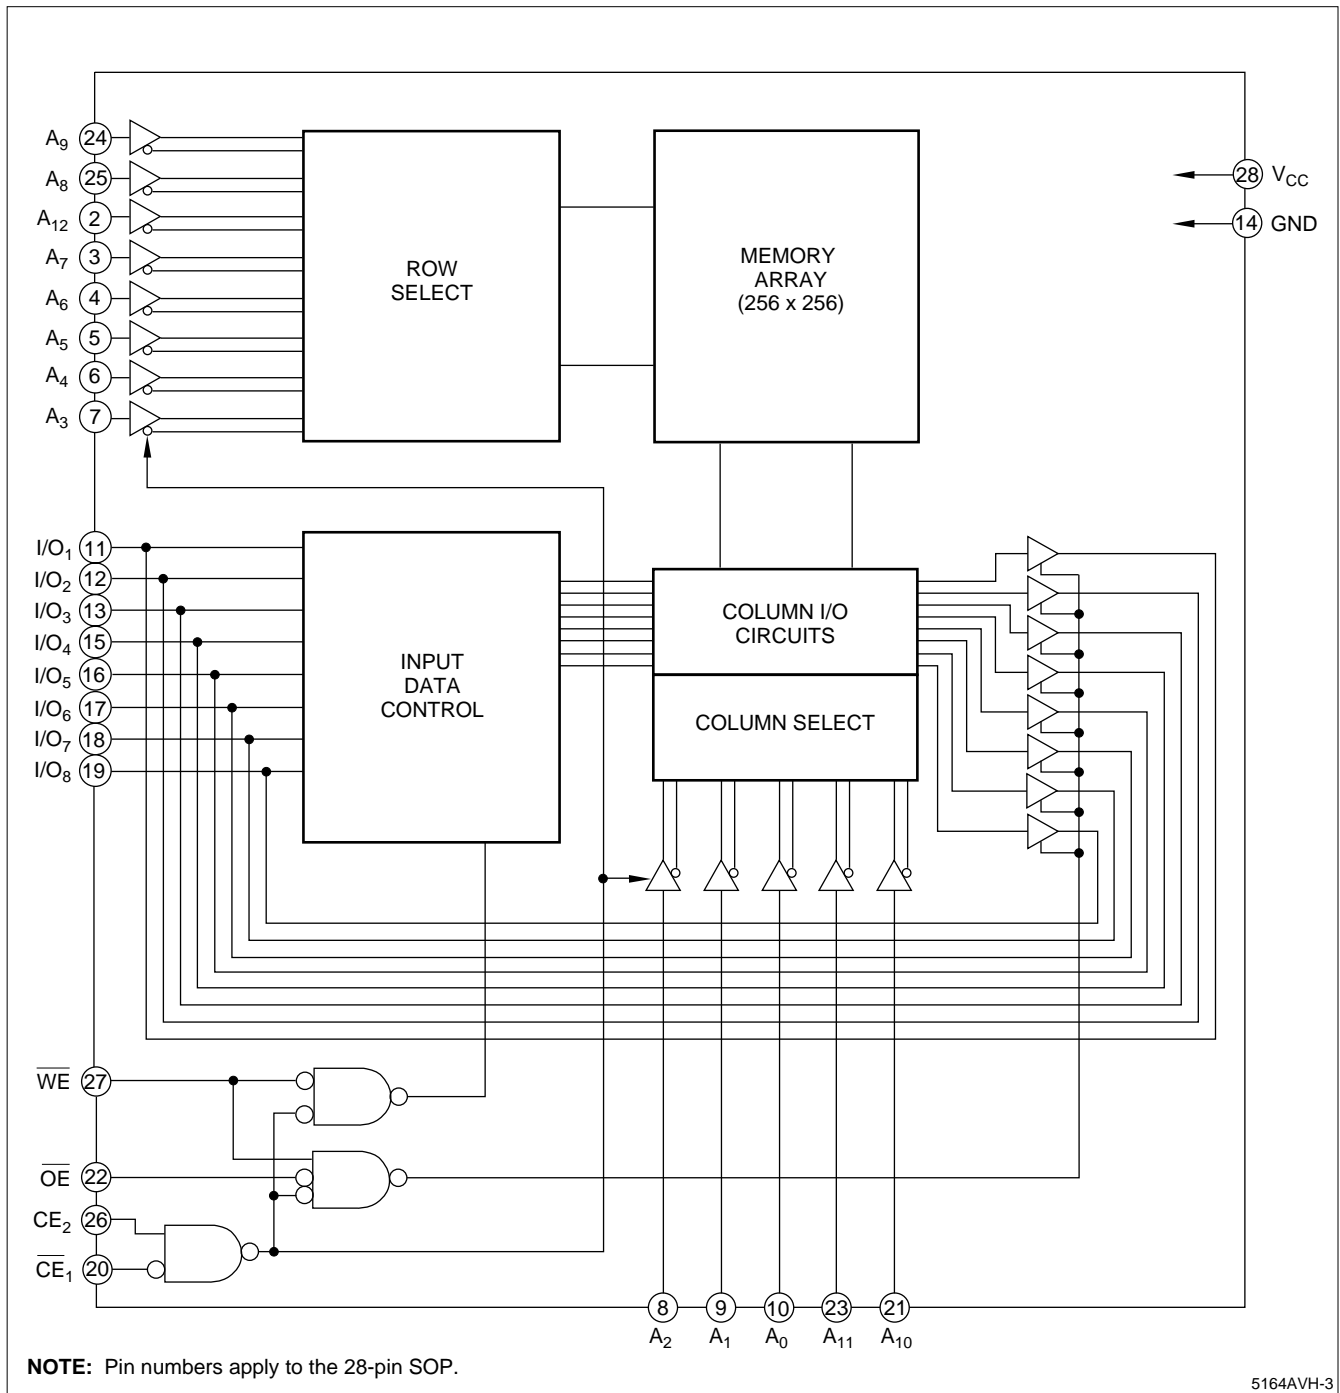 A9 24
A8 25
A12 2
A7 3
A6 4
A5 5
A4 6
A3 7
ROW
SELECT
MEMORY
ARRAY
(256 x 256)
28 VCC
14 GND
I/O1 11
I/O2 12
I/O3 13
I/O4 15
I/O5 16
I/O6 17
I/O7 18
I/O8 19
INPUT
DATA
CONTROL
COLUMN I/O
CIRCUITS
COLUMN SELECT
W̅E̅ 27
O̅E̅ 22
CE2 26
C̅E̅1 20
8 9 10 23 21
A2 A1 A0 A11 A10
NOTE: Pin numbers apply to the 28-pin SOP.
5164AVH-3